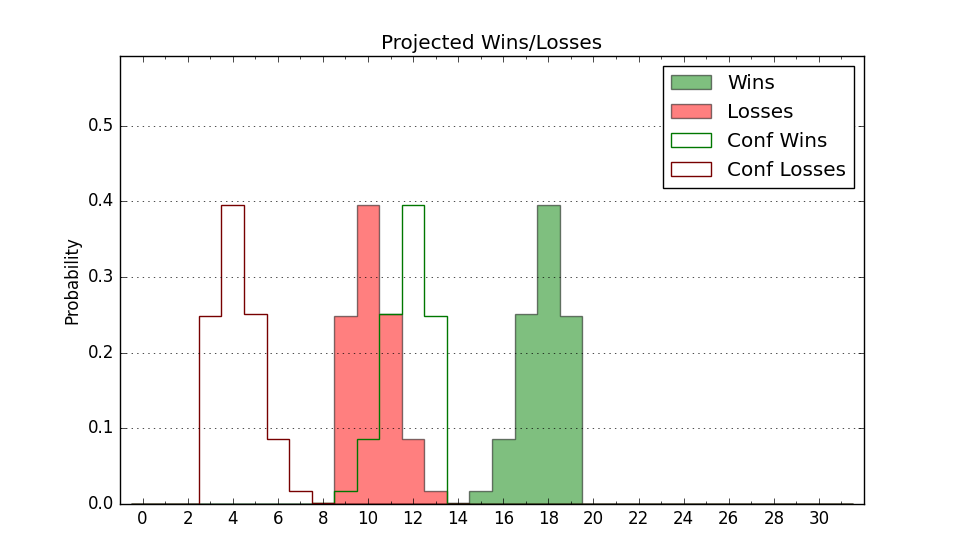 Projected Wins/Losses
Wins
Losses
Conf Wins
Conf Losses
Probability
0.5
0.4
0.3
0.2
0.1
0.0
0 2 4 6 8 10 12 14 16 18 20 22 24 26 28 30